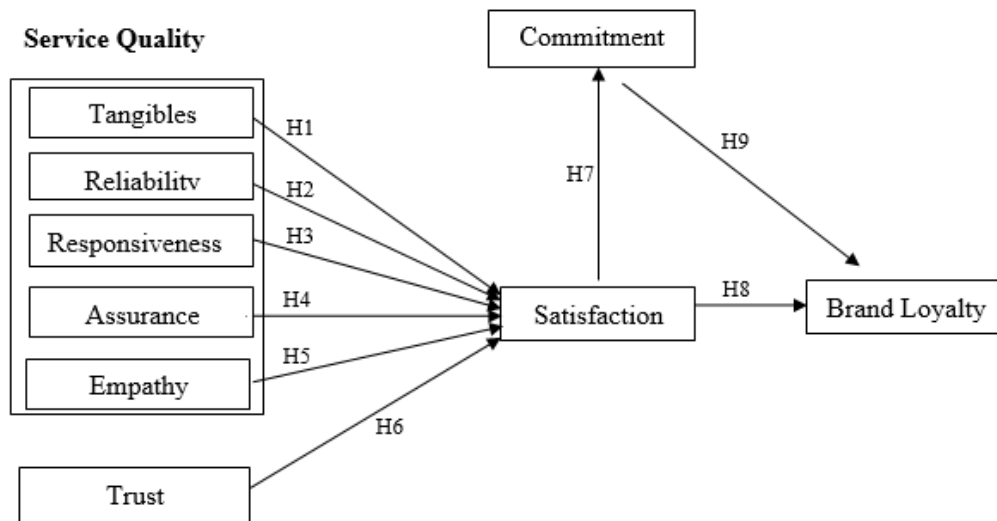 Service Quality
Commitment
Tangibles
H1
Reliability
H2
Responsiveness
H3
H7
H9
Assurance
H4
Satisfaction
H8
Brand Loyalty
Empathy
H5
H6
Trust